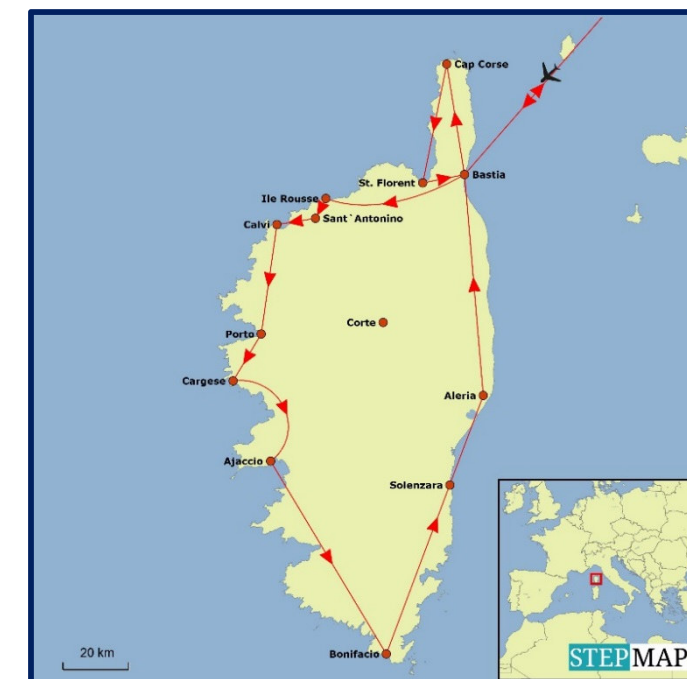 Cap Corse
St. Florent
Bastia
Ile Rousse
Sant`Antonino
Calvi
Corte
Porto
Cargese
Aleria
Ajaccio
Solenzara
Bonifacio
20 km
STEPMAP